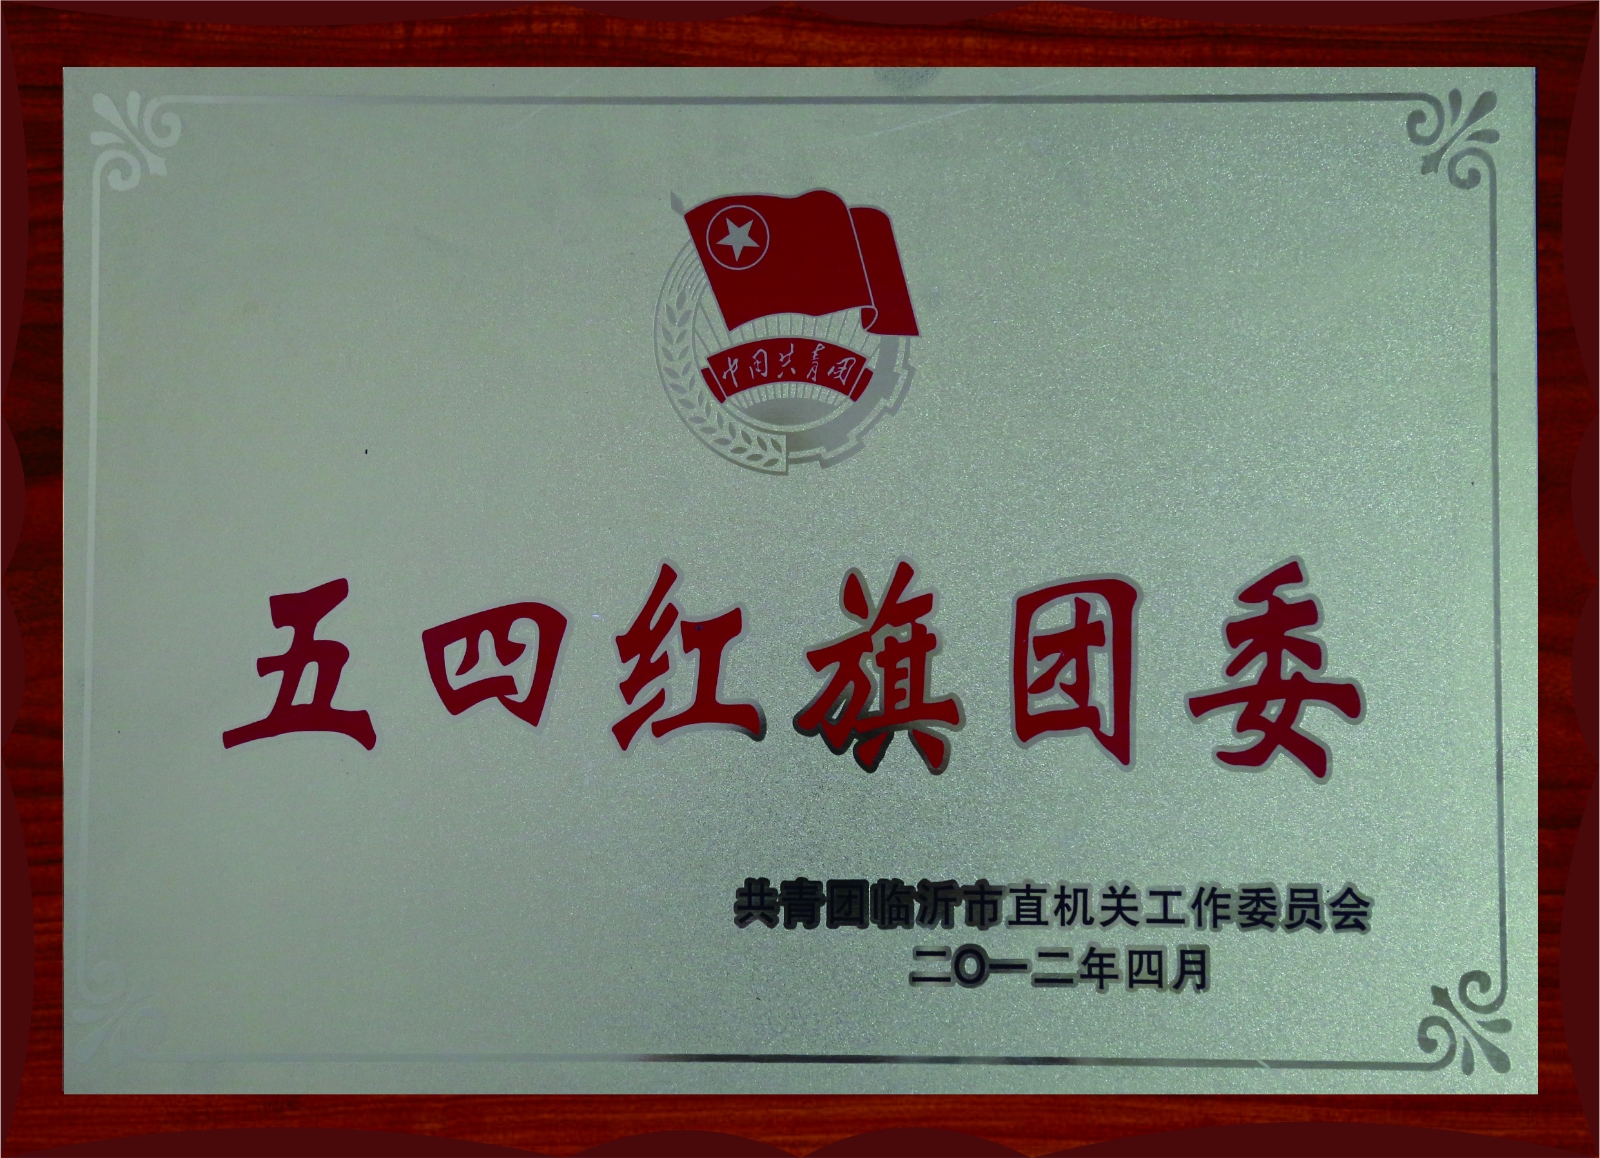 中国共青团
五四红旗团委
共青团临沂市直机关工作委员会
二〇一二年四月